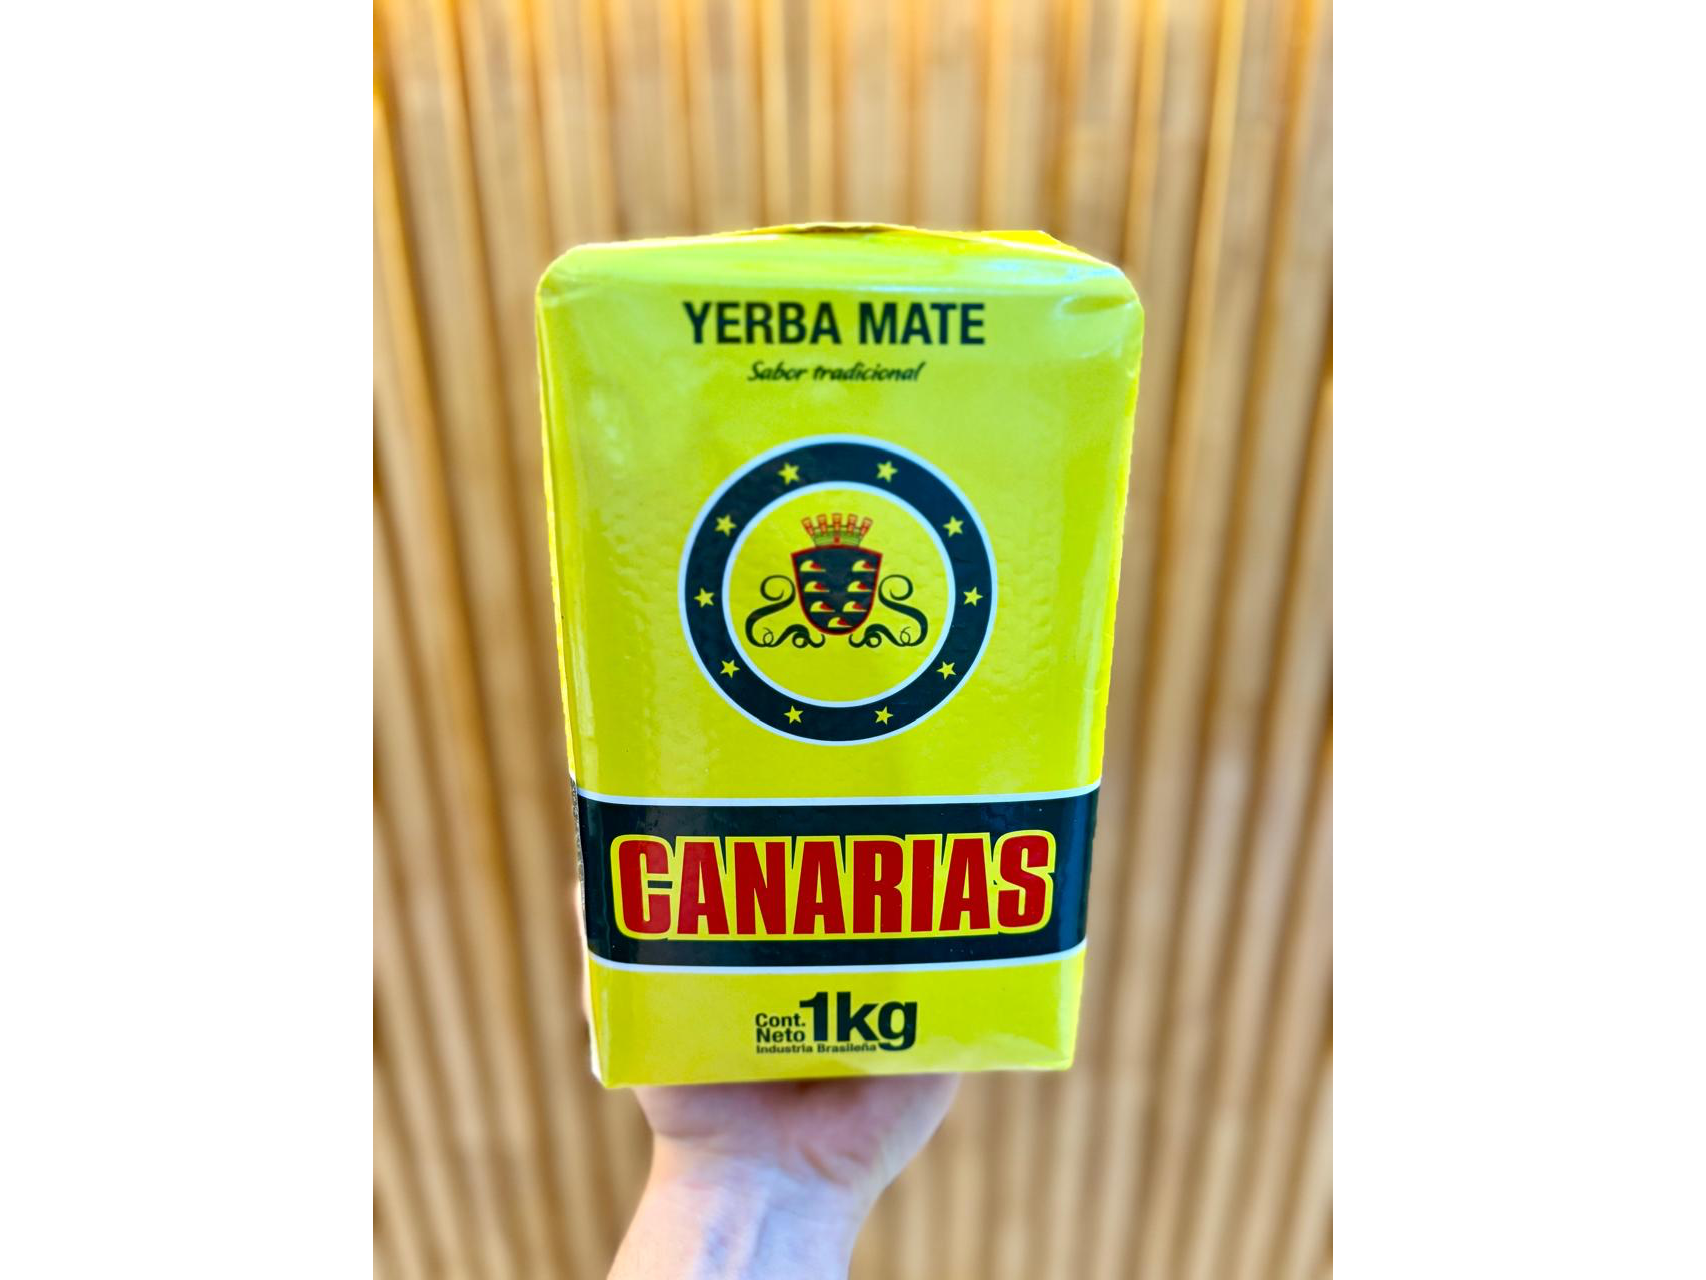 YERBA MATE
Sabor tradicional
CANARIAS
Cont.
Neto 1kg
Industria Brasileña